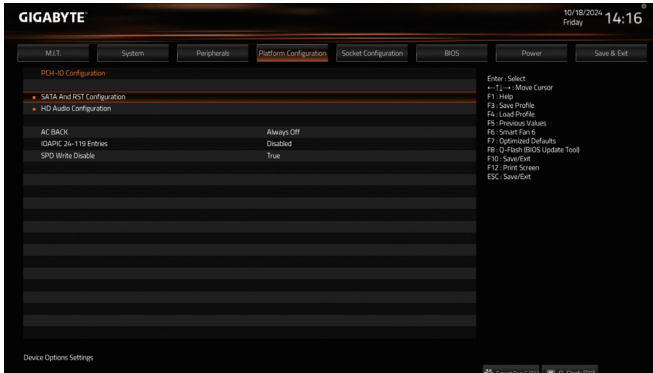 GIGABYTE™
10/18/2024
Friday
14:16
M.I.T.
System
Peripherals
Platform Configuration
Socket Configuration
BIOS
Power
Save & Exit
PCH-IO Configuration
SATA And RST Configuration
HD Audio Configuration
AC BACK Always Off
IOAPIC 24-119 Entries Disabled
SPD Write Disable True
Enter : Select
←↑↓→ : Move Cursor
F1 : Help
F3 : Save Profile
F4 : Load Profile
F5 : Previous Values
F6 : Smart Fan 6
F7 : Optimized Defaults
F8 : Q-Flash (BIOS Update Tool)
F10 : Save/Exit
F12 : Print Screen
ESC : Save/Exit
Device Options Settings